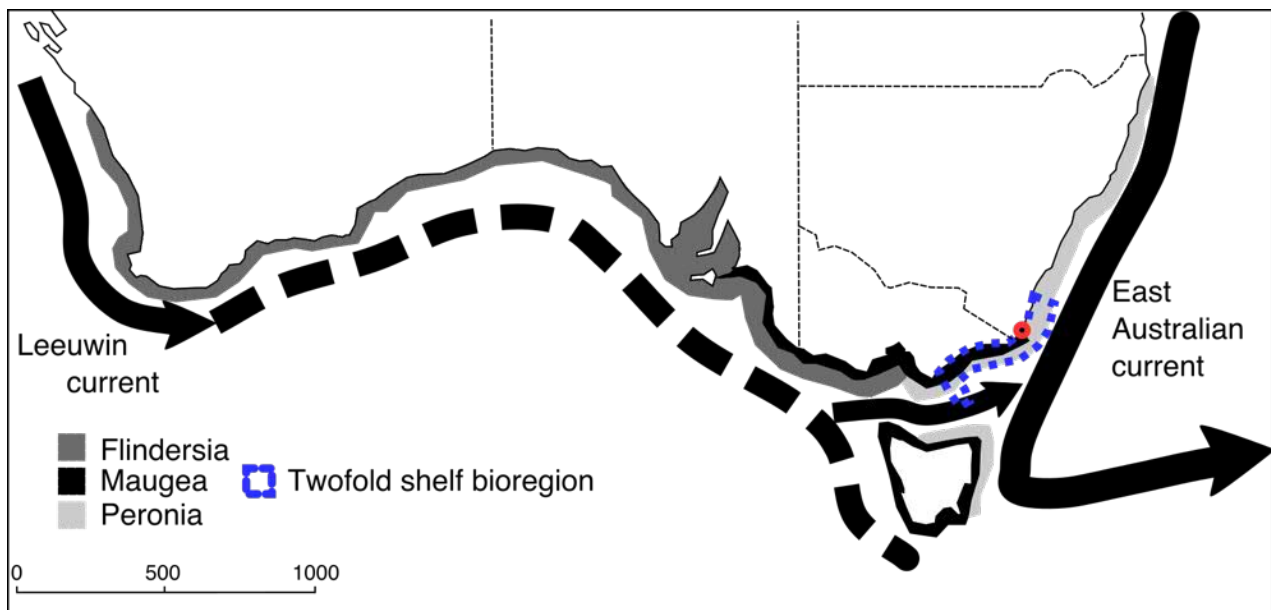 Leeuwin
current
East
Australian
current
Flindersia
Maugea
Peronia
Twofold shelf bioregion
0 500 1000